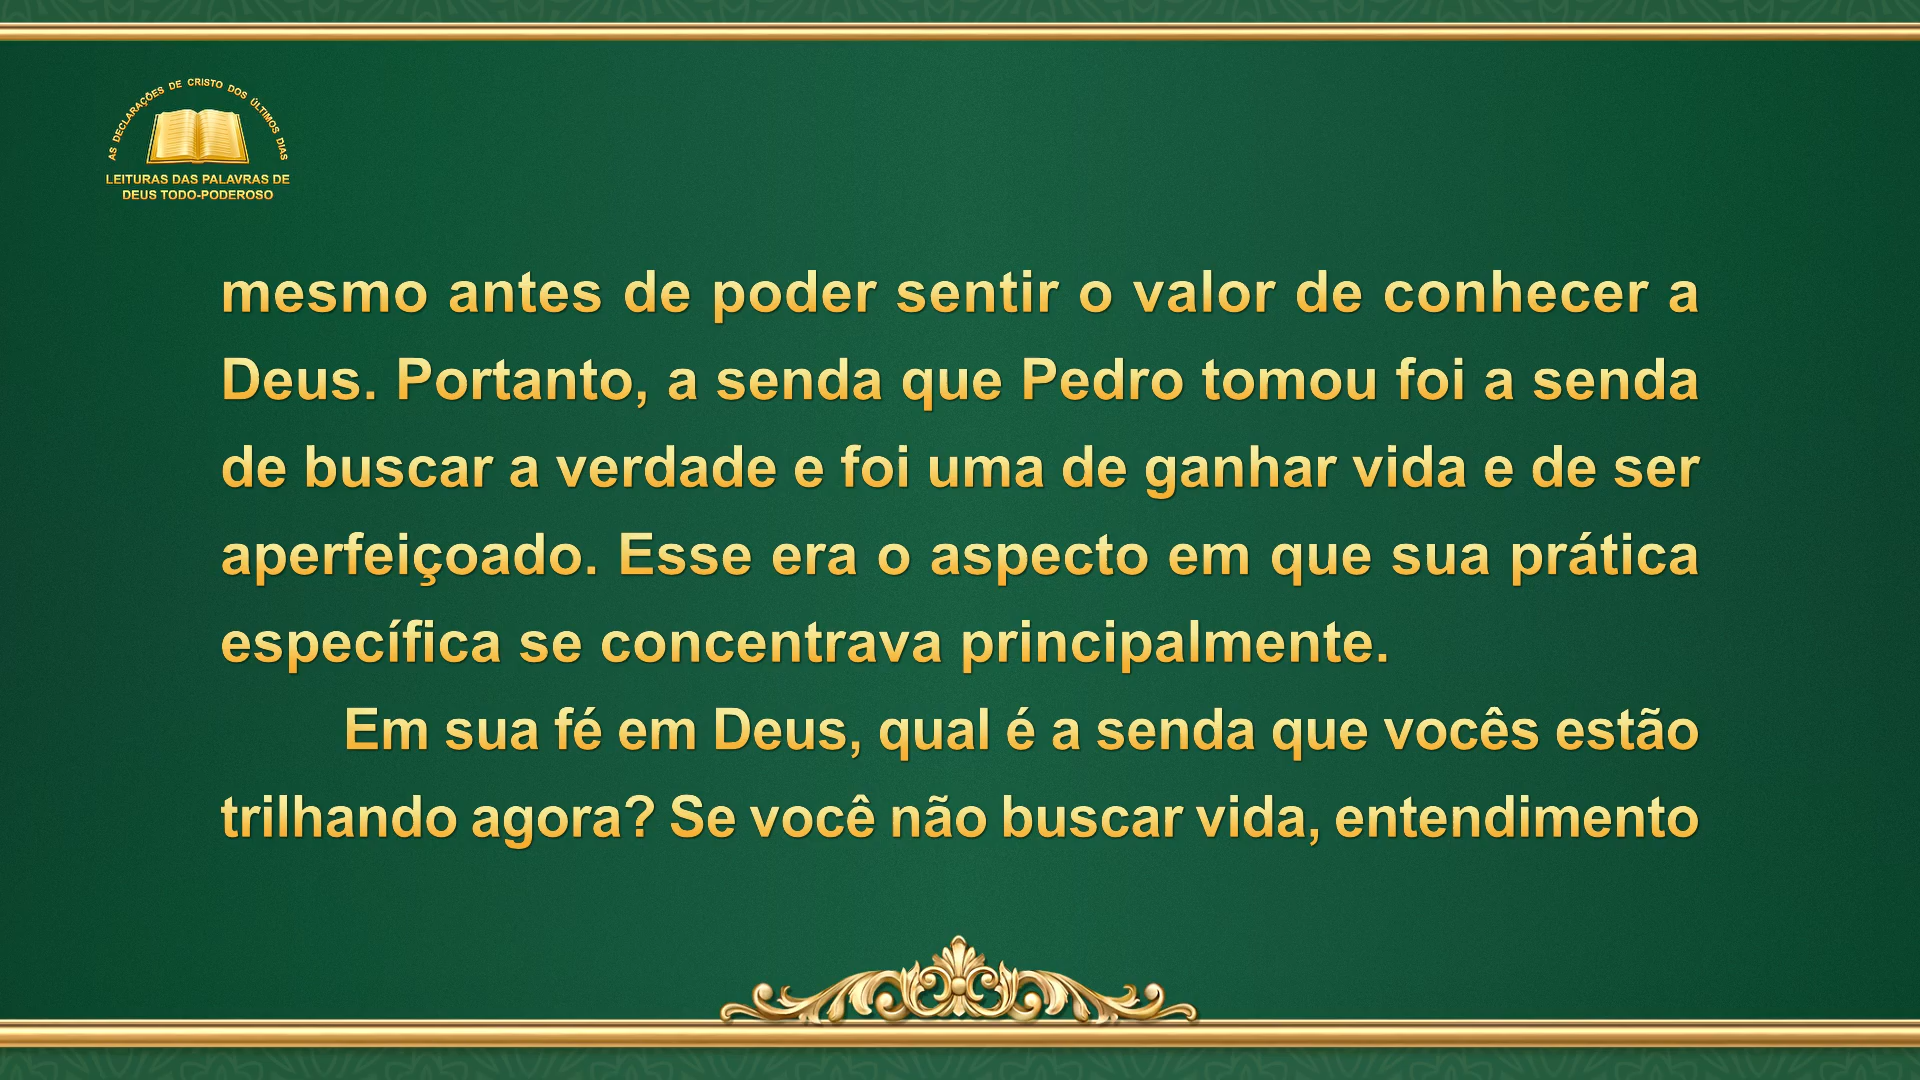 AS DECLARAÇÕES DE CRISTO DOS ÚLTIMOS DIAS
LEITURAS DAS PALAVRAS DE
DEUS TODO-PODEROSO
mesmo antes de poder sentir o valor de conhecer a
Deus. Portanto, a senda que Pedro tomou foi a senda
de buscar a verdade e foi uma de ganhar vida e de ser
aperfeiçoado. Esse era o aspecto em que sua prática
específica se concentrava principalmente.
Em sua fé em Deus, qual é a senda que vocês estão
trilhando agora? Se você não buscar vida, entendimento